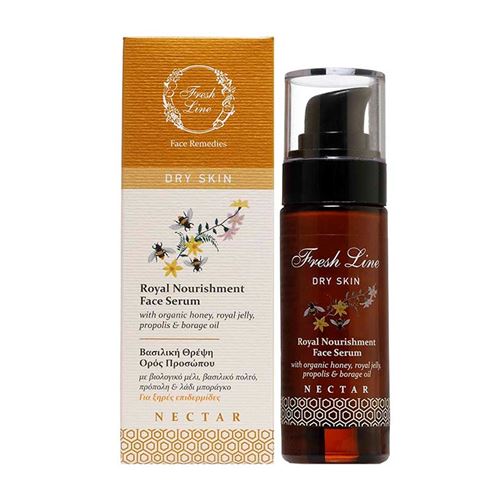 Fresh
Line
Face Remedies
DRY SKIN
Royal Nourishment
Face Serum
with organic honey, royal jelly,
propolis & borage oil
Βασιλική Θρέψη
Ορός Προσώπου
με βιολογικό μέλι, βασιλικό πολτό,
πρόπολη & λάδι μποράγκο
Για ξηρές επιδερμίδες
NECTAR
Fresh Line
DRY SKIN
Royal Nourishment
Face Serum
with organic honey, royal jelly,
propolis & borage oil
NECTAR